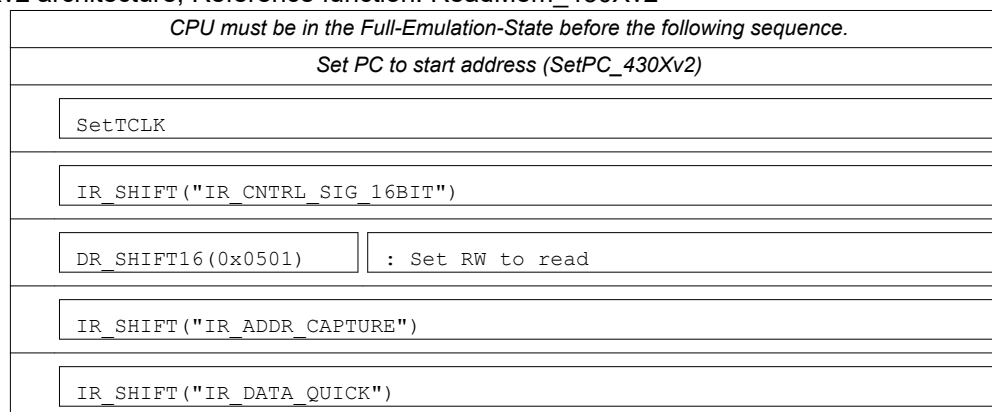 CPU must be in the Full-Emulation-State before the following sequence.
Set PC to start address (SetPC_430Xv2)
SetTCLK
IR_SHIFT("IR_CNTRL_SIG_16BIT")
DR_SHIFT16(0x0501) : Set RW to read
IR_SHIFT("IR_ADDR_CAPTURE")
IR_SHIFT("IR_DATA_QUICK")